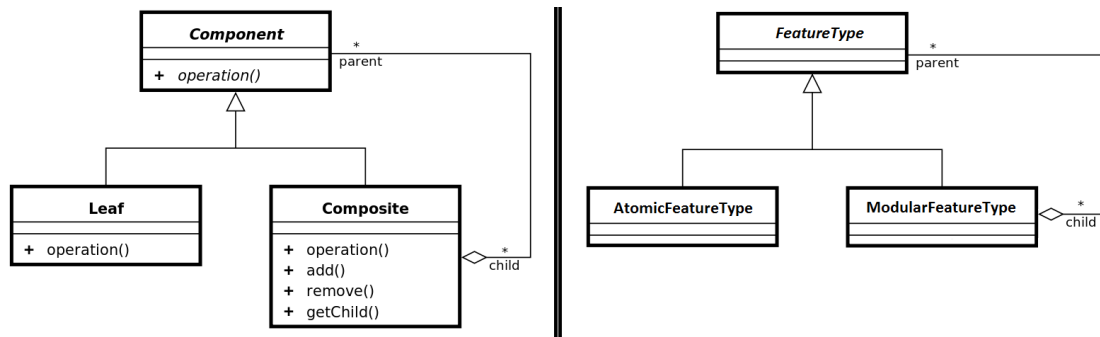 Component
+ operation()
*
parent
Leaf
+ operation()
Composite
+ operation()
+ add()
+ remove()
+ getChild()
*
child
FeatureType
*
parent
AtomicFeatureType
ModularFeatureType
*
child